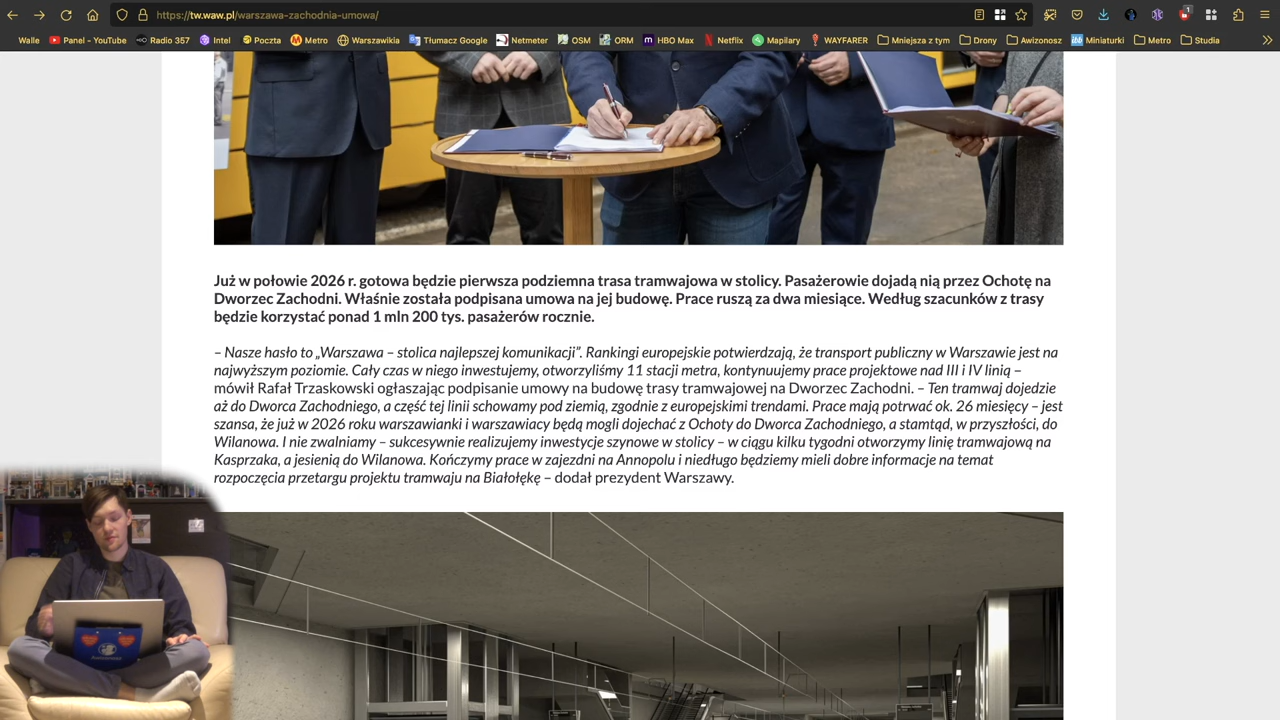 https://tw.waw.pl/warszawa-zachodnia-umowa/
1
Walle Panel - YouTube Radio 357 Intel Poczta Metro Warszawikia Tłumacz Google Netmeter OSM ORM HBO Max Netflix Mapilary WAYFARER Mniejsza z tym Drony Awizonosz Miniaturki Metro Studia
Już w połowie 2026 r. gotowa będzie pierwsza podziemna trasa tramwajowa w stolicy. Pasażerowie dojadą nią przez Ochotę na
Dworzec Zachodni. Właśnie została podpisana umowa na jej budowę. Prace ruszą za dwa miesiące. Według szacunków z trasy
będzie korzystać ponad 1 mln 200 tys. pasażerów rocznie.
– Nasze hasło to „Warszawa – stolica najlepszej komunikacji”. Rankingi europejskie potwierdzają, że transport publiczny w Warszawie jest na
najwyższym poziomie. Cały czas w niego inwestujemy, otworzyliśmy 11 stacji metra, kontynuujemy prace projektowe nad III i IV linią –
mówił Rafał Trzaskowski ogłaszając podpisanie umowy na budowę trasy tramwajowej na Dworzec Zachodni. – Ten tramwaj dojedzie
aż do Dworca Zachodniego, a część tej linii schowamy pod ziemią, zgodnie z europejskimi trendami. Prace mają potrwać ok. 26 miesięcy – jest
szansa, że już w 2026 roku warszawianki i warszawiacy będą mogli dojechać z Ochoty do Dworca Zachodniego, a stamtąd, w przyszłości, do
Wilanowa. I nie zwalniamy – sukcesywnie realizujemy inwestycje szynowe w stolicy – w ciągu kilku tygodni otworzymy linię tramwajową na
Kasprzaka, a jesienią do Wilanowa. Kończymy prace w zajezdni na Annopolu i niedługo będziemy mieli dobre informacje na temat
rozpoczęcia przetargu projektu tramwaju na Białołękę – dodał prezydent Warszawy.